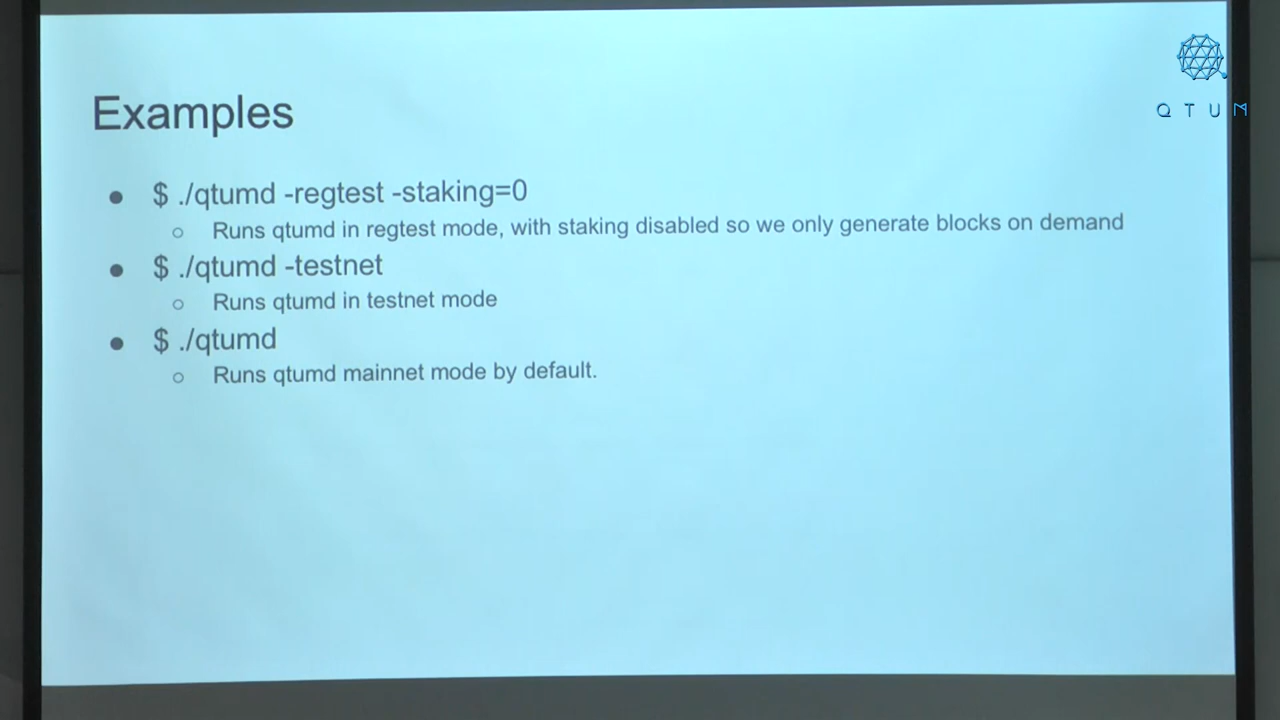 QTUM
Examples
● $ ./qtumd -regtest -staking=0
○ Runs qtumd in regtest mode, with staking disabled so we only generate blocks on demand
● $ ./qtumd -testnet
○ Runs qtumd in testnet mode
● $ ./qtumd
○ Runs qtumd mainnet mode by default.